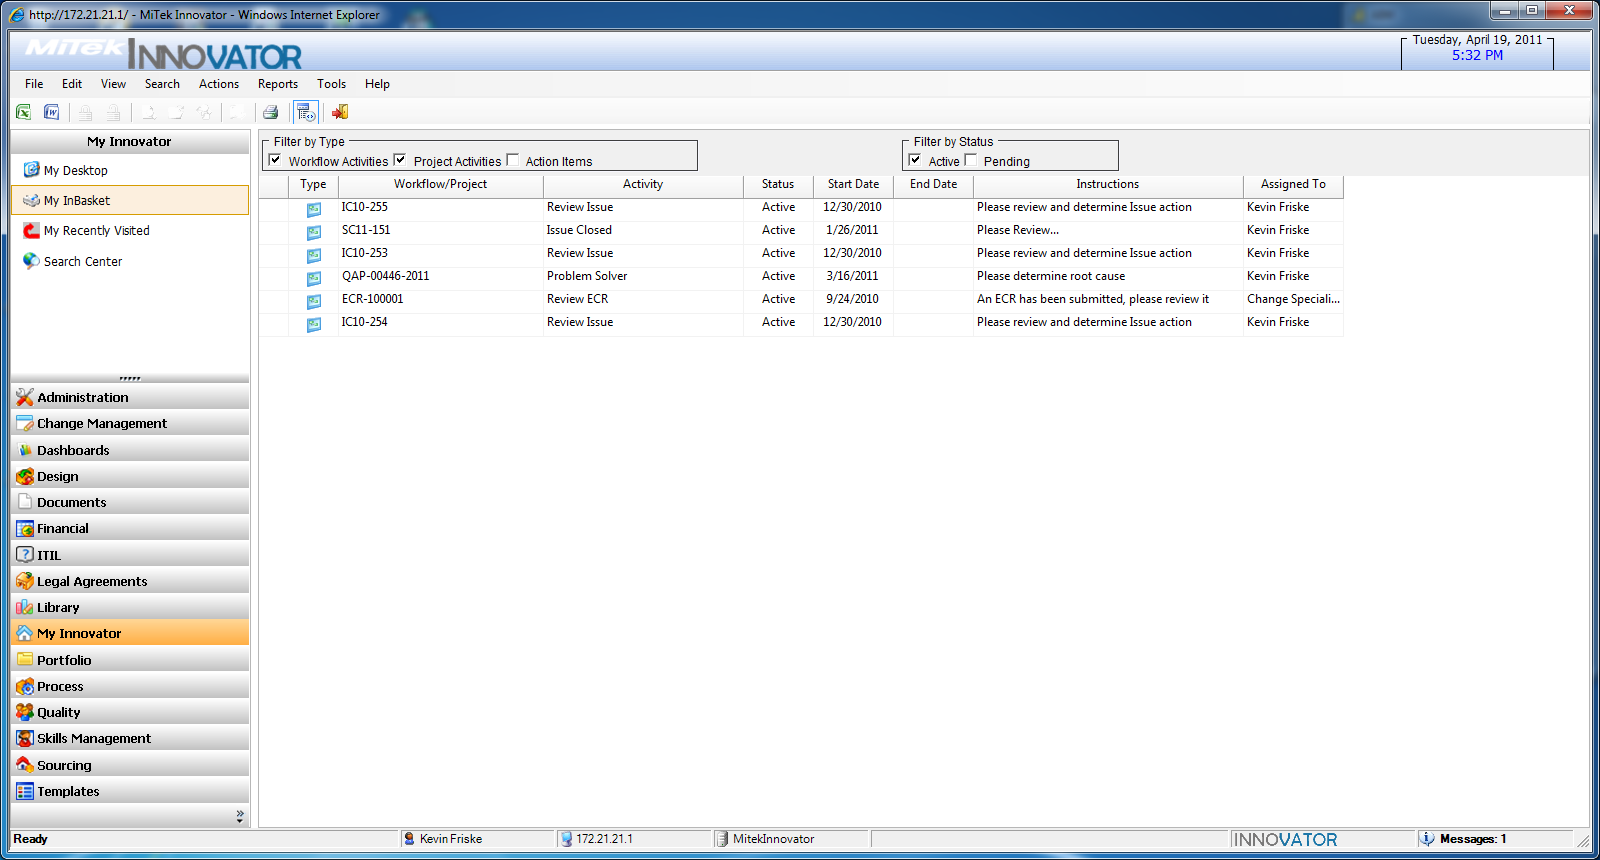 http://172.21.21.1/ - MiTek Innovator - Windows Internet Explorer
MiTek INNOVATOR
Tuesday, April 19, 2011
5:32 PM
File Edit View Search Actions Reports Tools Help
My Innovator
My Desktop
My InBasket
My Recently Visited
Search Center
Administration
Change Management
Dashboards
Design
Documents
Financial
ITIL
Legal Agreements
Library
My Innovator
Portfolio
Process
Quality
Skills Management
Sourcing
Templates
Filter by Type
Workflow Activities Project Activities Action Items
Filter by Status
Active Pending
Type Workflow/Project Activity Status Start Date End Date Instructions Assigned To
IC10-255 Review Issue Active 12/30/2010 Please review and determine Issue action Kevin Friske
SC11-151 Issue Closed Active 1/26/2011 Please Review... Kevin Friske
IC10-253 Review Issue Active 12/30/2010 Please review and determine Issue action Kevin Friske
QAP-00446-2011 Problem Solver Active 3/16/2011 Please determine root cause Kevin Friske
ECR-100001 Review ECR Active 9/24/2010 An ECR has been submitted, please review it Change Speciali...
IC10-254 Review Issue Active 12/30/2010 Please review and determine Issue action Kevin Friske
Ready Kevin Friske 172.21.21.1 MitekInnovator INNOVATOR Messages: 1